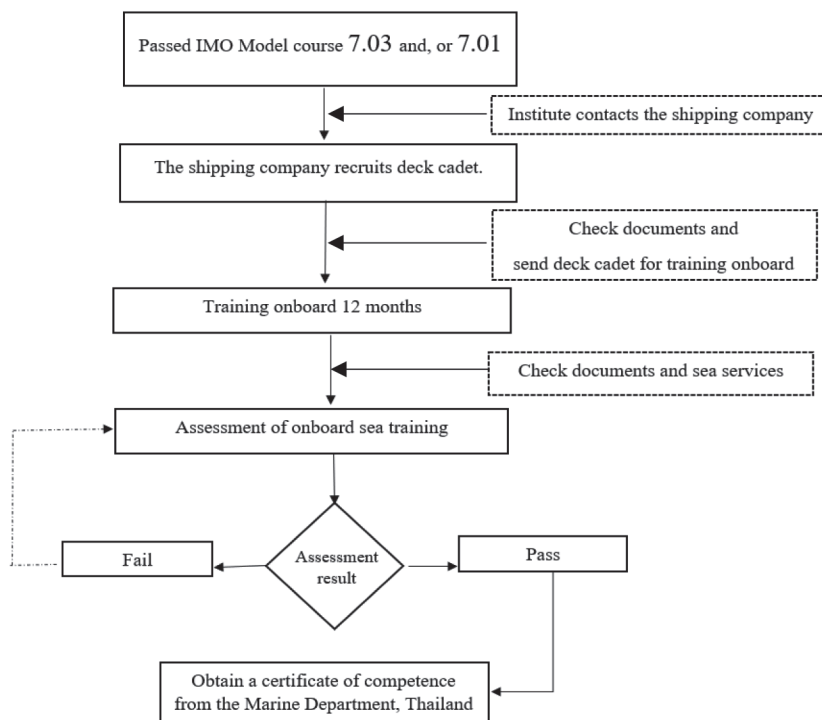 Passed IMO Model course 7.03 and, or 7.01
Institute contacts the shipping company
The shipping company recruits deck cadet.
Check documents and
send deck cadet for training onboard
Training onboard 12 months
Check documents and sea services
Assessment of onboard sea training
Fail
Assessment
result
Pass
Obtain a certificate of competence
from the Marine Department, Thailand